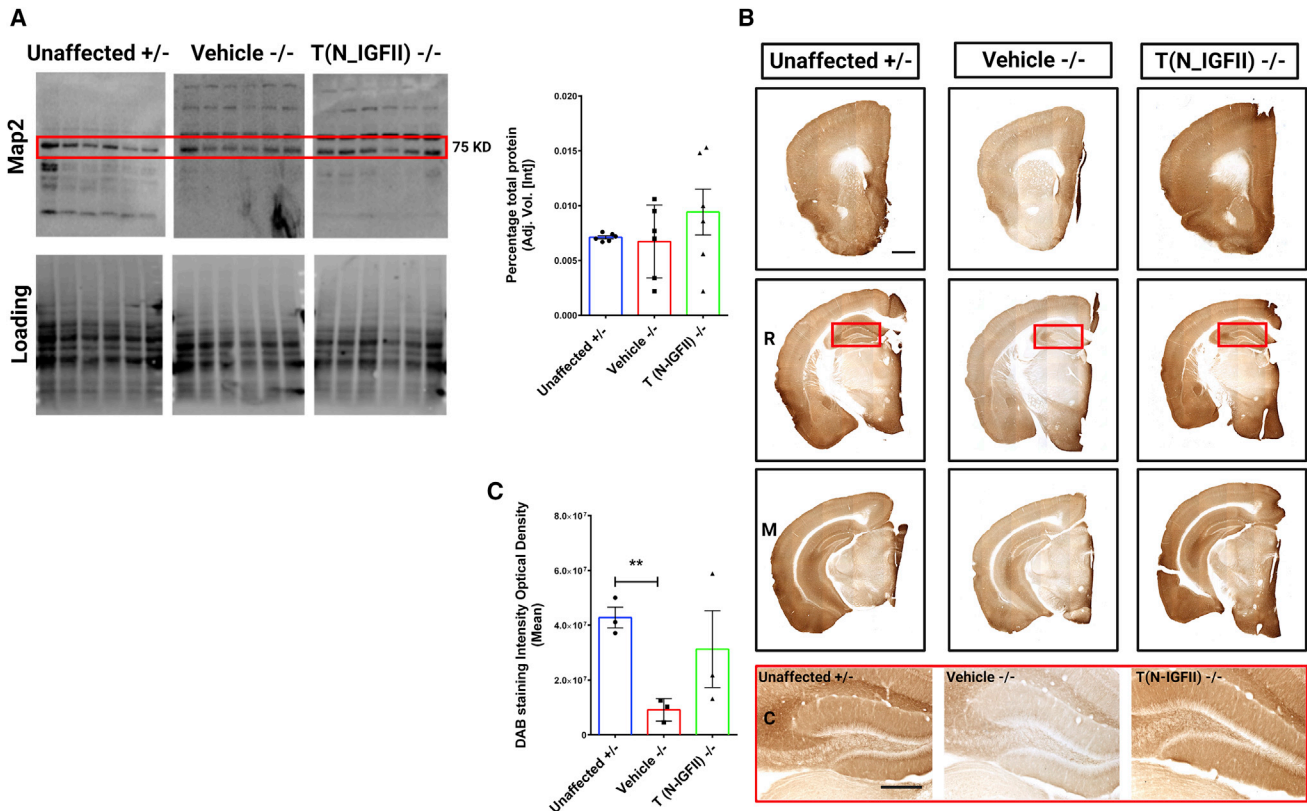 A
Unaffected +/-
Vehicle -/-
T(N_IGFII) -/-
Map2
75 KD
Loading
Percentage total protein
(Adj. Vol. [Int])
0.020
0.015
0.010
0.005
0.000
Unaffected +/-
Vehicle -/-
T (N-IGFII) -/-
B
Unaffected +/-
Vehicle -/-
T(N_IGFII) -/-
R
M
Unaffected +/-
Vehicle -/-
T(N-IGFII) -/-
C
C
DAB staining Intensity Optical Density
(Mean)
8.0×10⁷
6.0×10⁷
4.0×10⁷
2.0×10⁷
0
**
Unaffected +/-
Vehicle -/-
T (N-IGFII) -/-